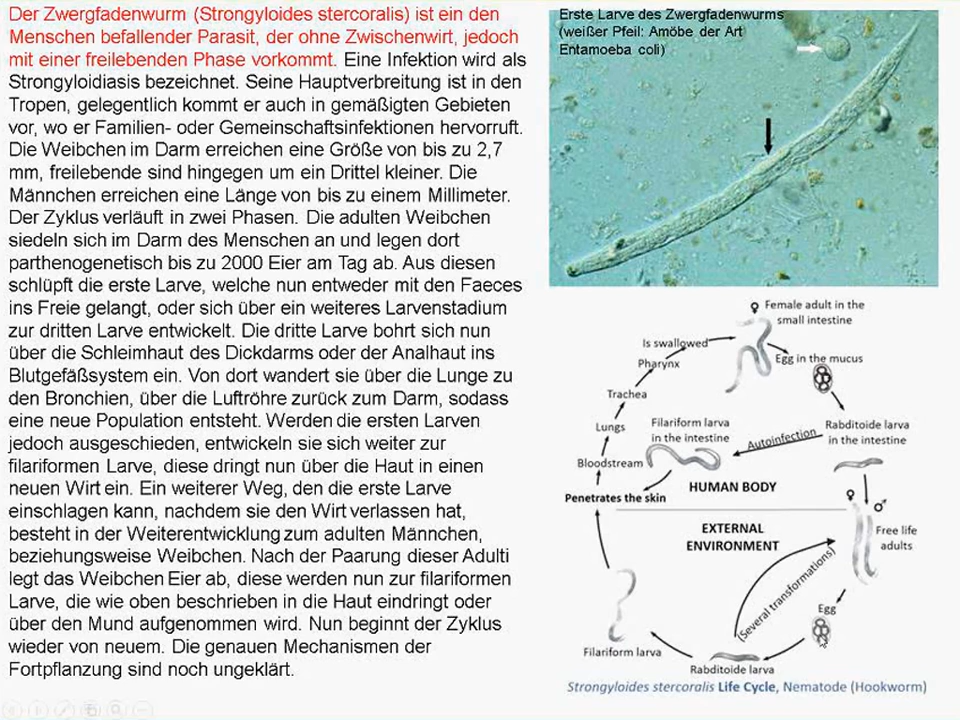 Der Zwergfadenwurm (Strongyloides stercoralis) ist ein den
Menschen befallender Parasit, der ohne Zwischenwirt, jedoch
mit einer freilebenden Phase vorkommt. Eine Infektion wird als
Strongyloidiasis bezeichnet. Seine Hauptverbreitung ist in den
Tropen, gelegentlich kommt er auch in gemäßigten Gebieten
vor, wo er Familien- oder Gemeinschaftsinfektionen hervorruft.
Die Weibchen im Darm erreichen eine Größe von bis zu 2,7
mm, freilebende sind hingegen um ein Drittel kleiner. Die
Männchen erreichen eine Länge von bis zu einem Millimeter.
Der Zyklus verläuft in zwei Phasen. Die adulten Weibchen
siedeln sich im Darm des Menschen an und legen dort
parthenogenetisch bis zu 2000 Eier am Tag ab. Aus diesen
schlüpft die erste Larve, welche nun entweder mit den Faeces
ins Freie gelangt, oder sich über ein weiteres Larvenstadium
zur dritten Larve entwickelt. Die dritte Larve bohrt sich nun
über die Schleimhaut des Dickdarms oder der Analhaut ins
Blutgefäßsystem ein. Von dort wandert sie über die Lunge zu
den Bronchien, über die Luftröhre zurück zum Darm, sodass
eine neue Population entsteht. Werden die ersten Larven
jedoch ausgeschieden, entwickeln sie sich weiter zur
filariformen Larve, diese dringt nun über die Haut in einen
neuen Wirt ein. Ein weiterer Weg, den die erste Larve
einschlagen kann, nachdem sie den Wirt verlassen hat,
besteht in der Weiterentwicklung zum adulten Männchen,
beziehungsweise Weibchen. Nach der Paarung dieser Adulti
legt das Weibchen Eier ab, diese werden nun zur filariformen
Larve, die wie oben beschrieben in die Haut eindringt oder
über den Mund aufgenommen wird. Nun beginnt der Zyklus
wieder von neuem. Die genauen Mechanismen der
Fortpflanzung sind noch ungeklärt.
Erste Larve des Zwergfadenwurms
(weißer Pfeil: Amöbe der Art
Entamoeba coli)
♀ Female adult in the
small intestine
Is swallowed
Egg in the mucus
Pharynx
Trachea
Lungs
Filariform larva
in the intestine
Autoinfection
Rabditoide larva
in the intestine
Bloodstream
Penetrates the skin
HUMAN BODY
EXTERNAL
ENVIRONMENT
♀ ♂
Free life
adults
(Several transformations)
Egg
Filariform larva
Rabditoide larva
Strongyloides stercoralis Life Cycle, Nematode (Hookworm)